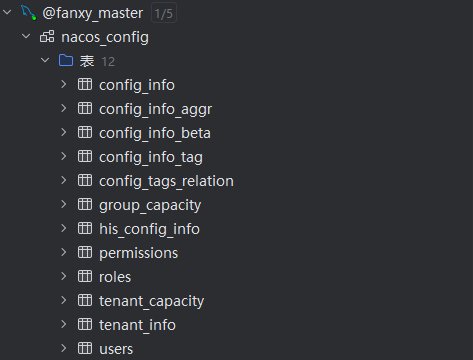 @fanxy_master 1/5
nacos_config
表 12
config_info
config_info_aggr
config_info_beta
config_info_tag
config_tags_relation
group_capacity
his_config_info
permissions
roles
tenant_capacity
tenant_info
users